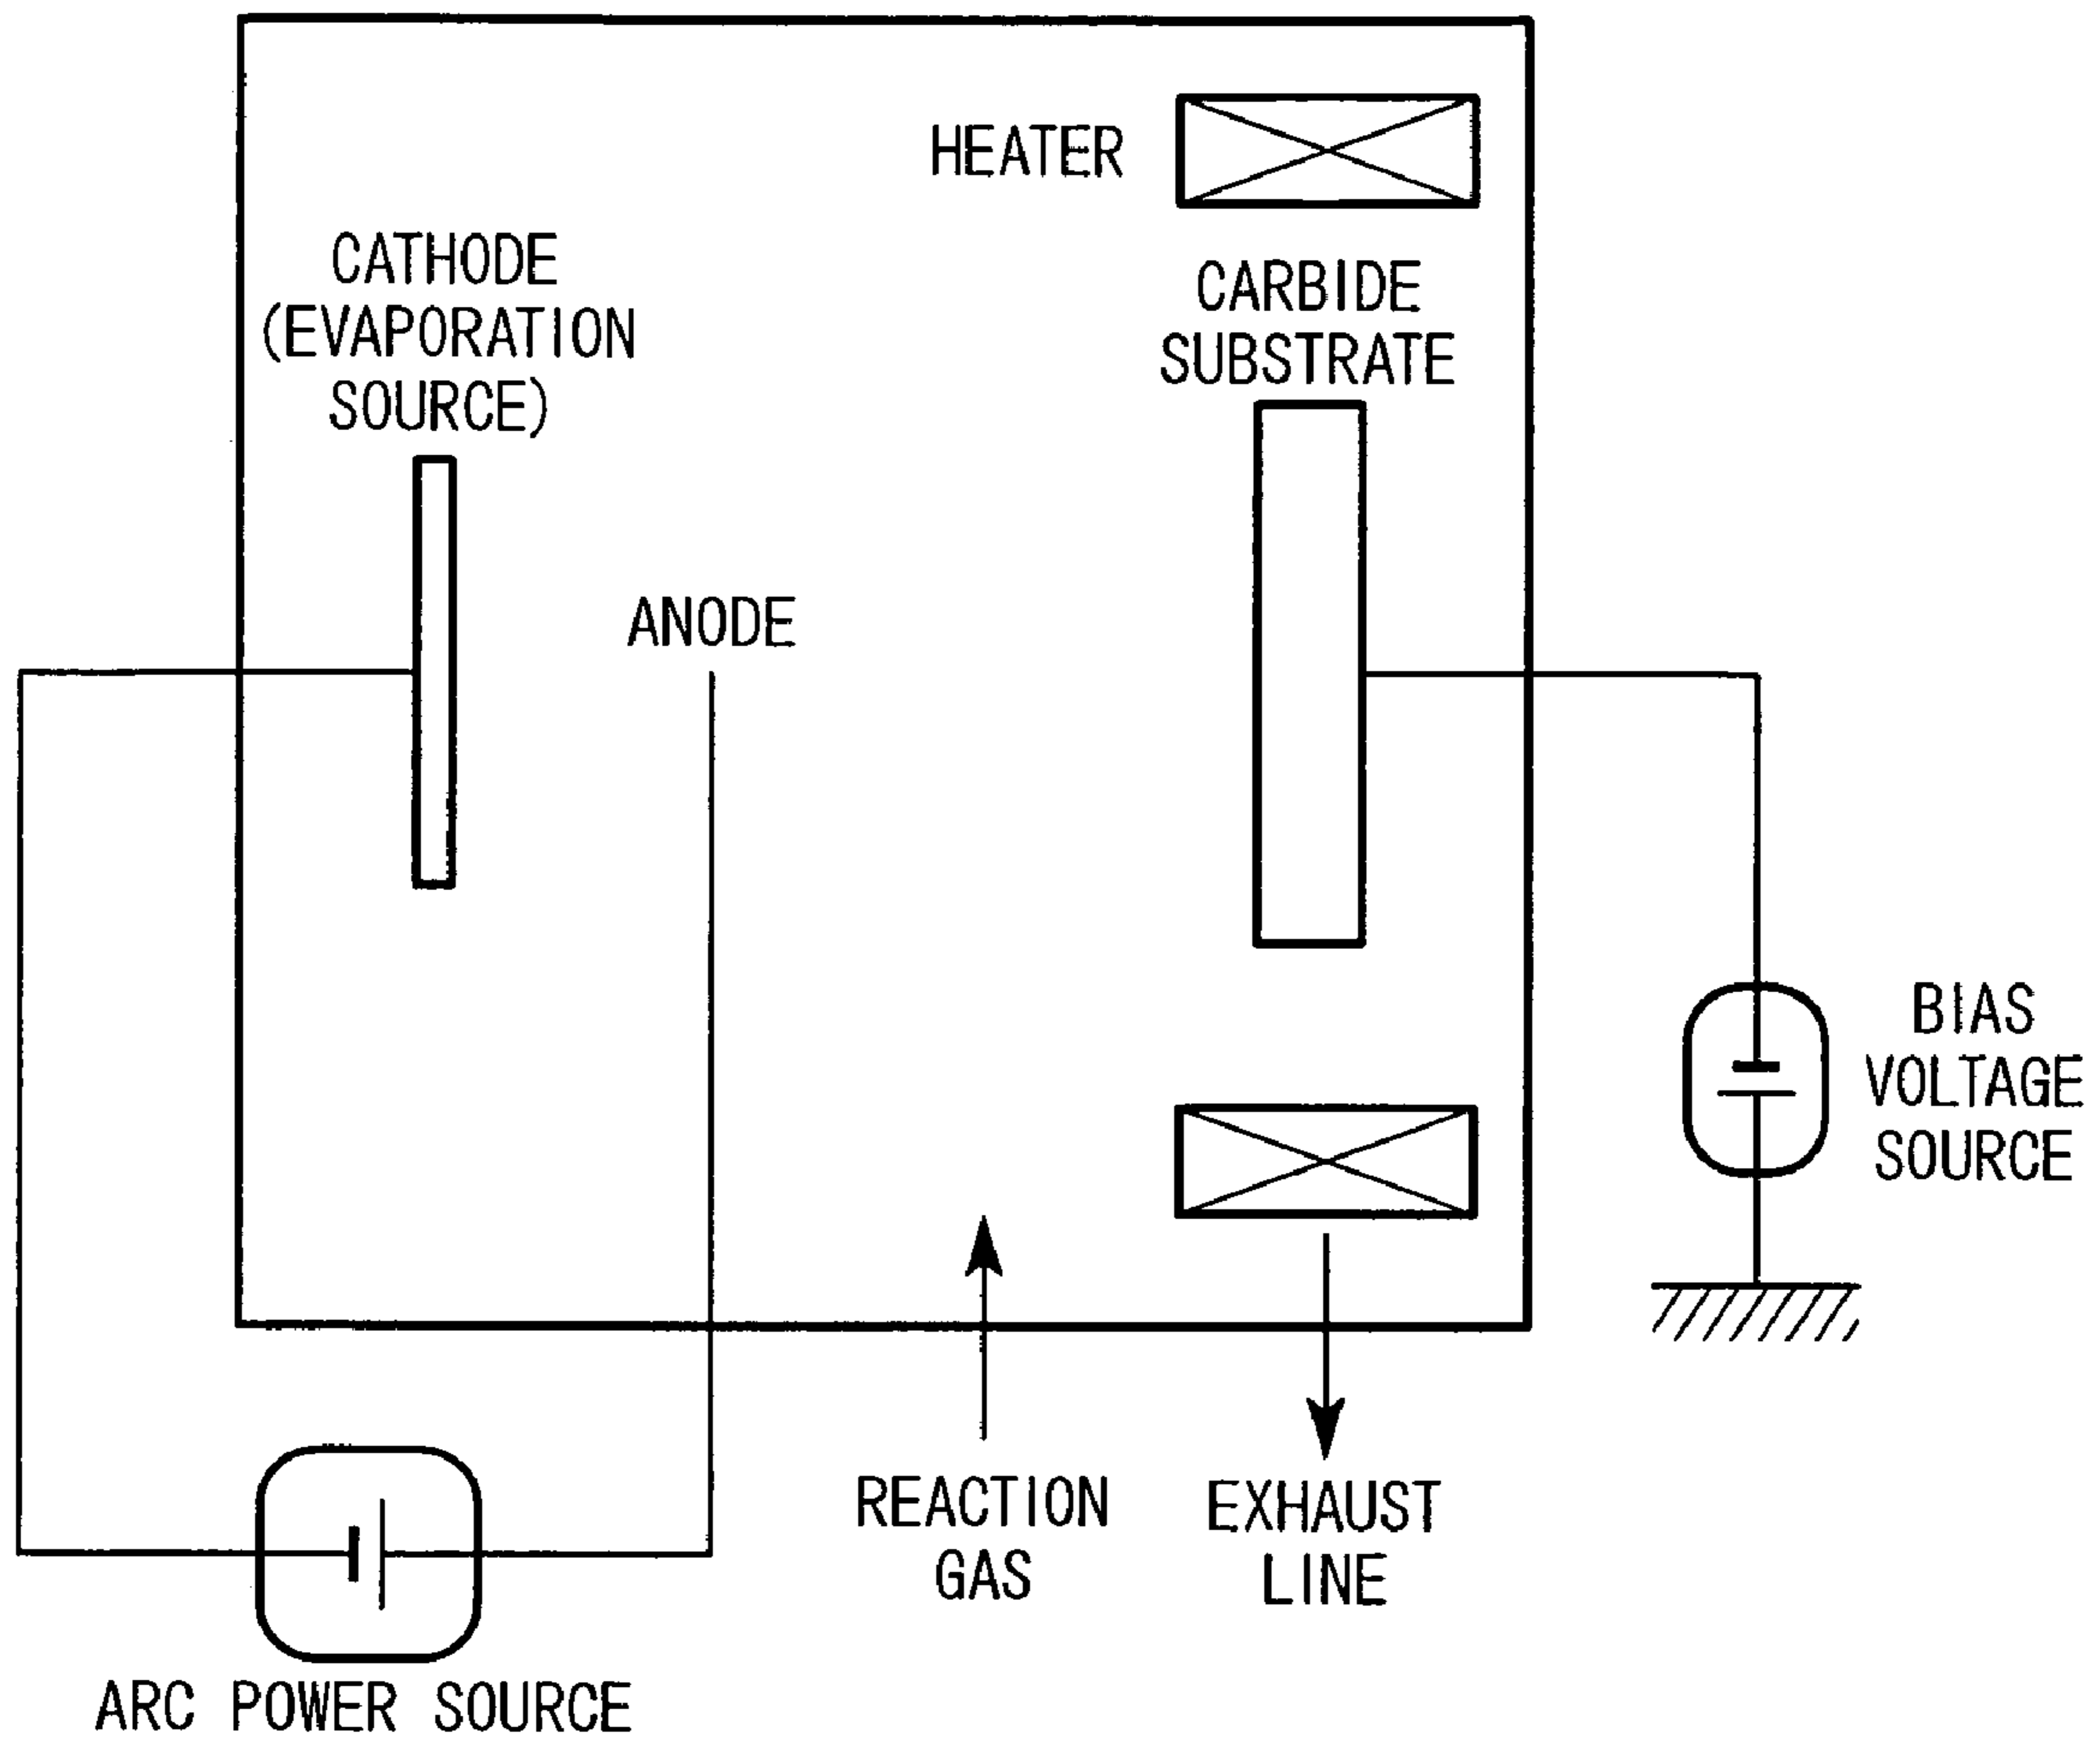 HEATER
CATHODE
(EVAPORATION
SOURCE)
CARBIDE
SUBSTRATE
ANODE
BIAS
VOLTAGE
SOURCE
REACTION
GAS
EXHAUST
LINE
ARC POWER SOURCE